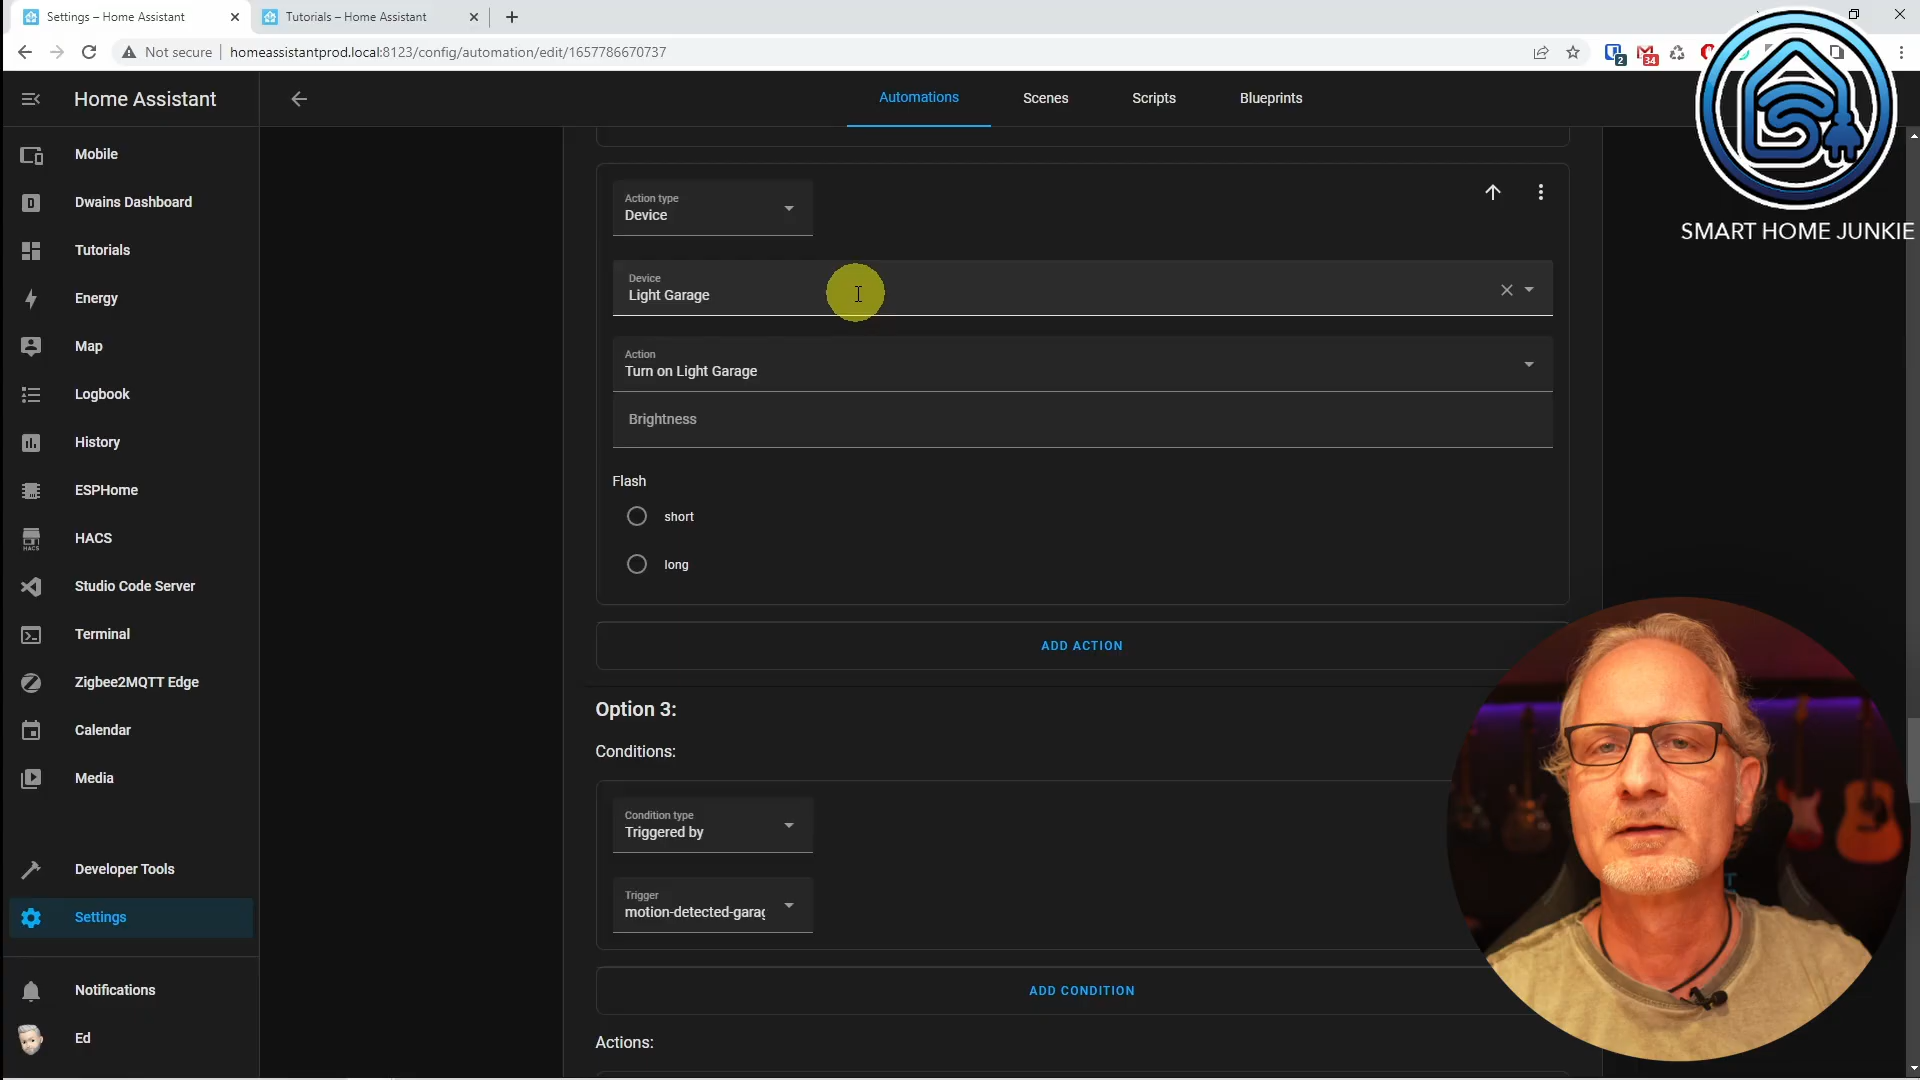 Settings – Home Assistant
Tutorials – Home Assistant
Not secure
homeassistantprod.local:8123/config/automation/edit/1657786670737
2
34
Home Assistant
Automations
Scenes
Scripts
Blueprints
SMART HOME JUNKIE
Mobile
Dwains Dashboard
Tutorials
Energy
Map
Logbook
History
ESPHome
HACS
HACS
Studio Code Server
Terminal
Zigbee2MQTT Edge
Calendar
Media
Developer Tools
Settings
Notifications
Ed
Action type
Device
Device
Light Garage
Action
Turn on Light Garage
Brightness
Flash
short
long
ADD ACTION
Option 3:
Conditions:
Condition type
Triggered by
Trigger
motion-detected-garag
ADD CONDITION
Actions: